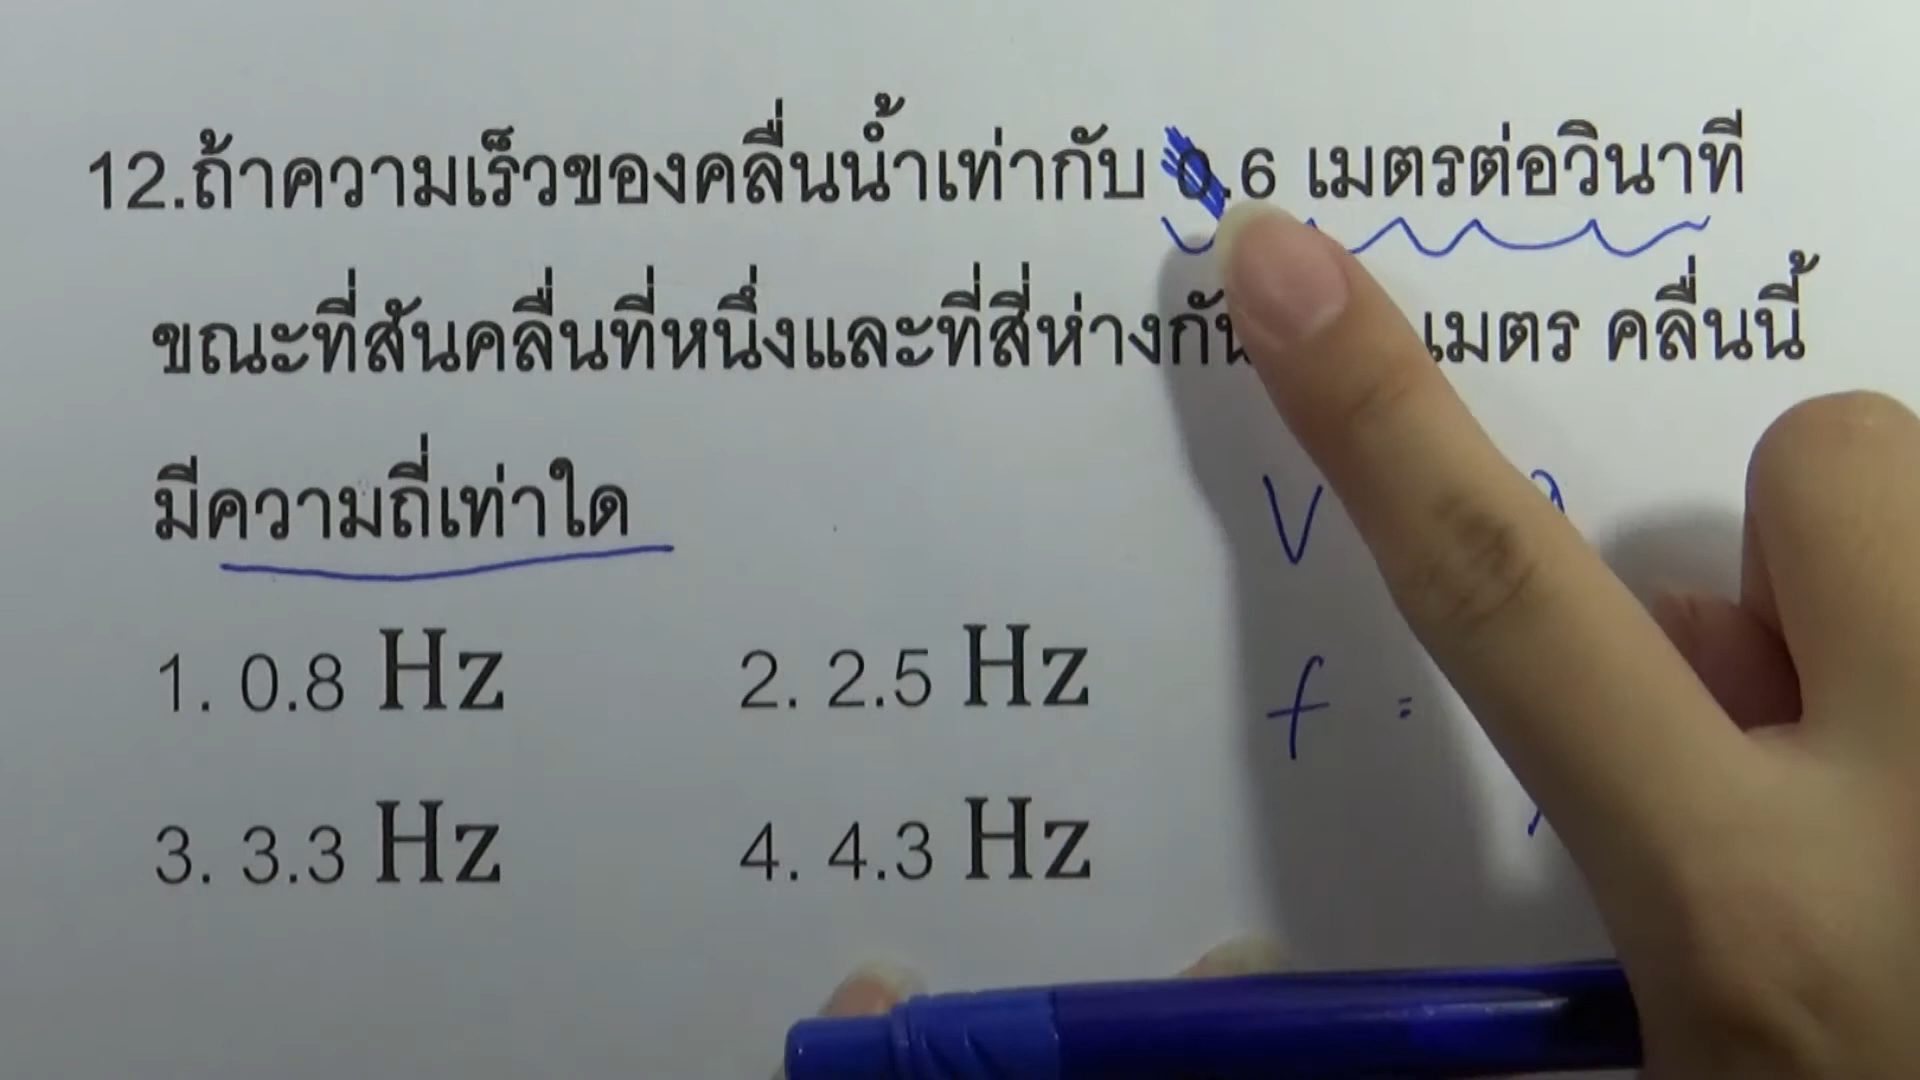 12.ถ้าความเร็วของคลื่นน้ำเท่ากับ 0.6 เมตรต่อวินาที
ขณะที่สันคลื่นที่หนึ่งและที่สี่ห่างกัน เมตร คลื่นนี้
มีความถี่เท่าใด
1. 0.8 Hz 2. 2.5 Hz
3. 3.3 Hz 4. 4.3 Hz
V
f =